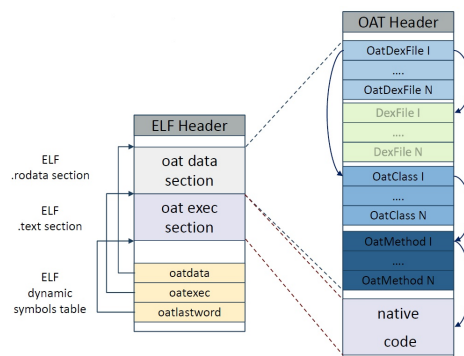 OAT Header
OatDexFile I
....
OatDexFile N
DexFile I
....
DexFile N
OatClass I
....
OatClass N
OatMethod I
....
OatMethod N
native
code
ELF Header
oat data
section
oat exec
section
oatdata
oatexec
oatlastword
ELF
.rodata section
ELF
.text section
ELF
dynamic
symbols table